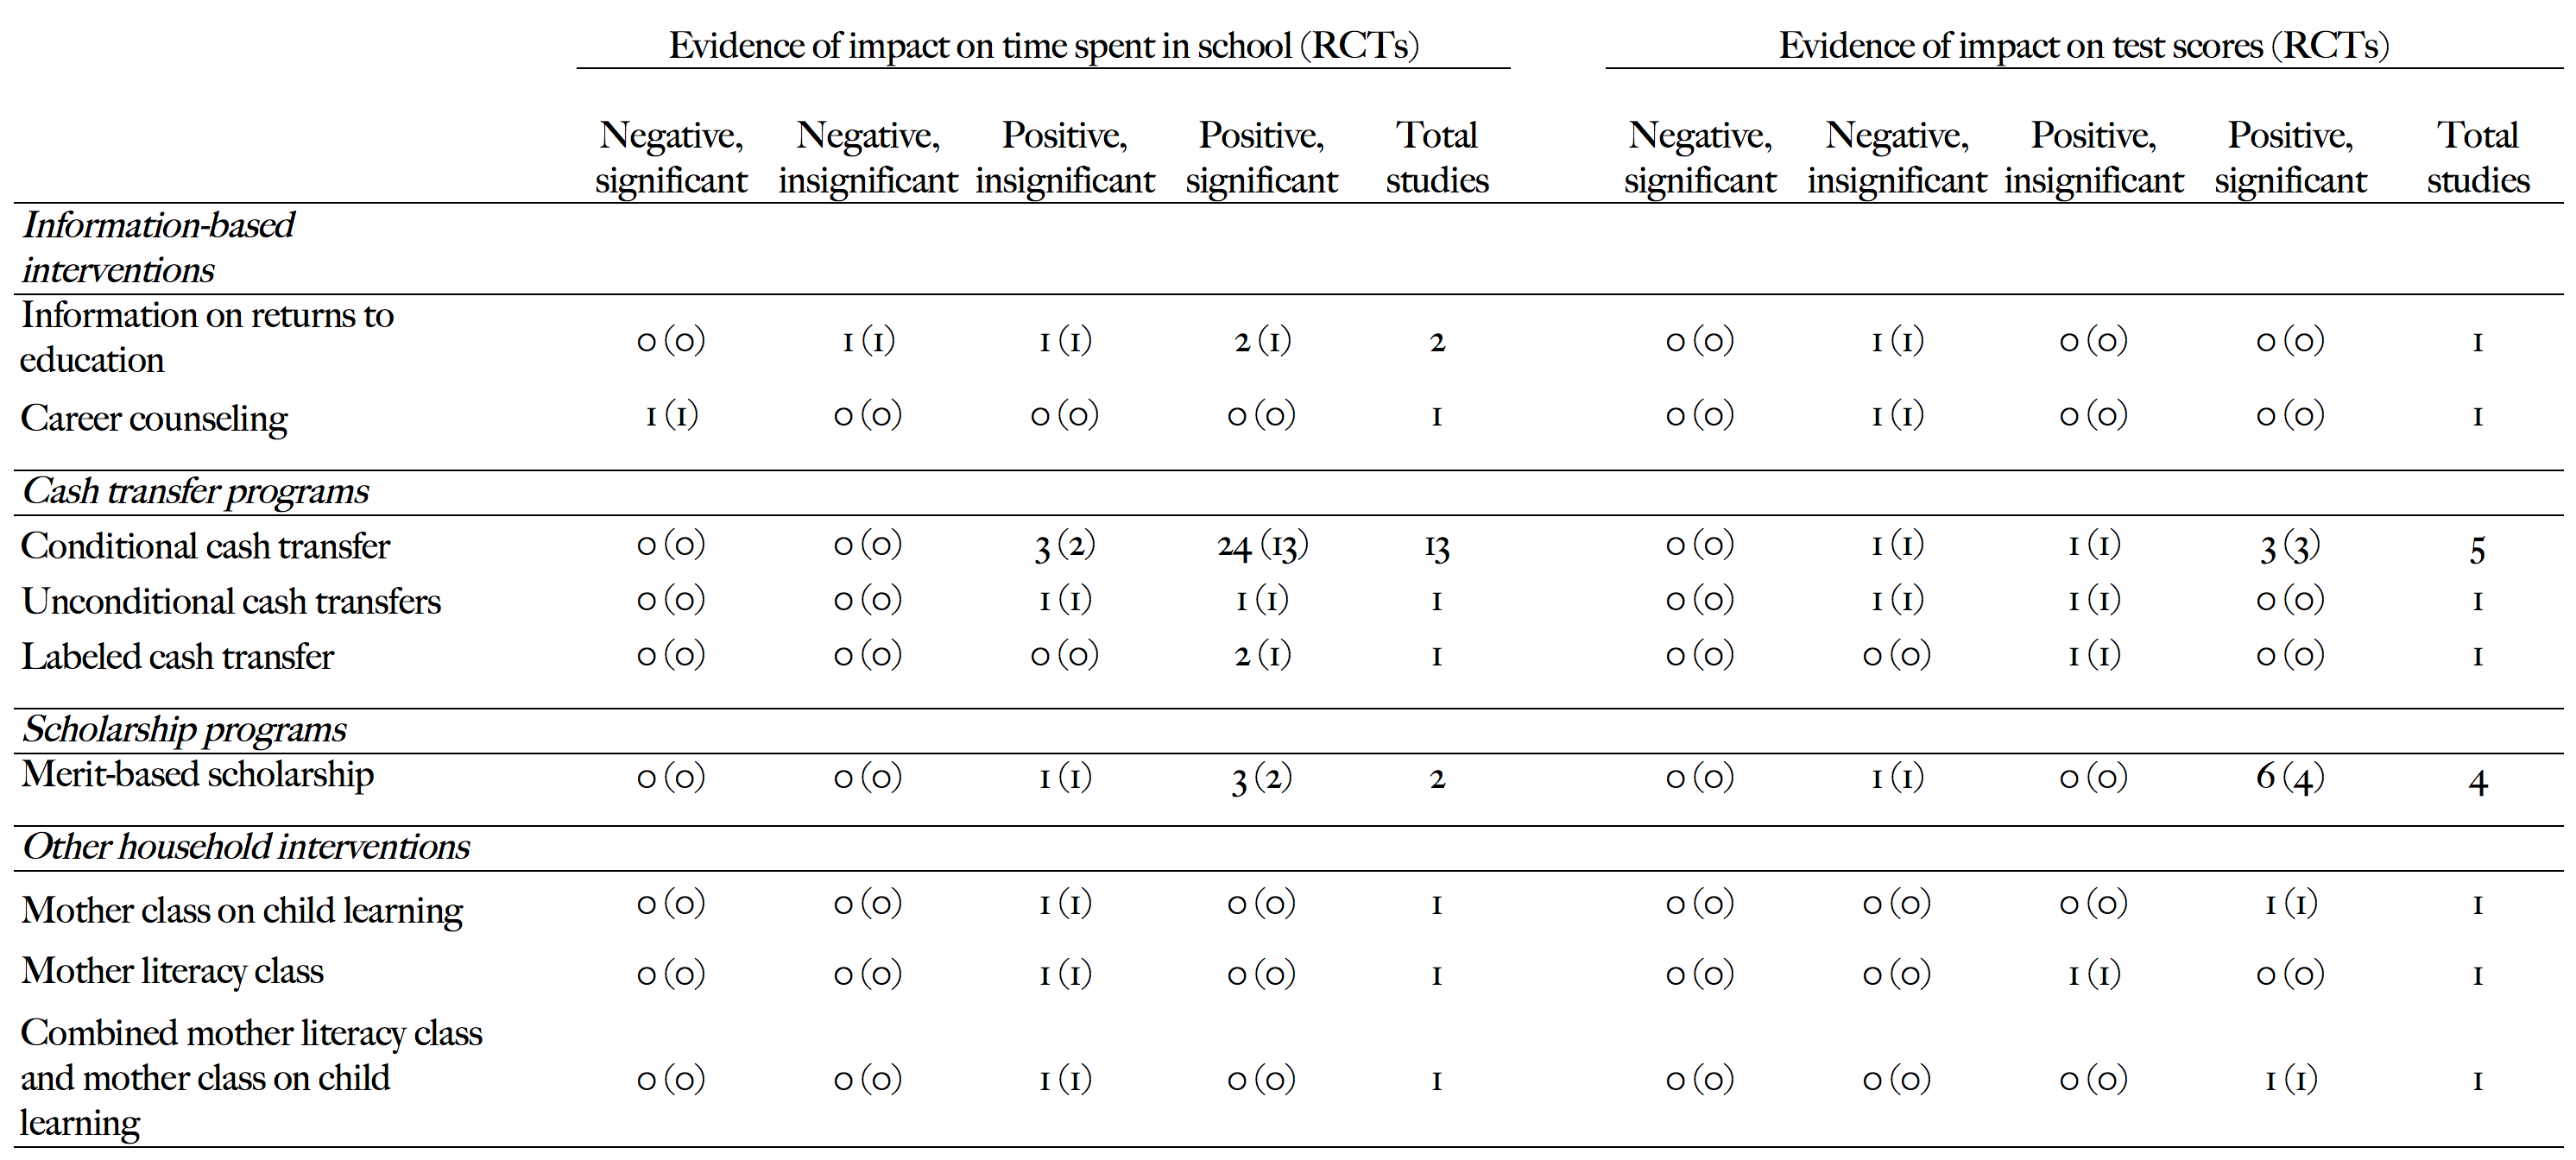 Evidence of impact on time spent in school (RCTs) Evidence of impact on test scores (RCTs)
Negative, Negative, Positive, Positive, Total Negative, Negative, Positive, Positive, Total
significant insignificant insignificant significant studies significant insignificant insignificant significant studies
Information-based
interventions
Information on returns to
education 0 (0) 1 (1) 1 (1) 2 (1) 2 0 (0) 1 (1) 0 (0) 0 (0) 1
Career counseling 1 (1) 0 (0) 0 (0) 0 (0) 1 0 (0) 1 (1) 0 (0) 0 (0) 1
Cash transfer programs
Conditional cash transfer 0 (0) 0 (0) 3 (2) 24 (13) 13 0 (0) 1 (1) 1 (1) 3 (3) 5
Unconditional cash transfers 0 (0) 0 (0) 1 (1) 1 (1) 1 0 (0) 1 (1) 1 (1) 0 (0) 1
Labeled cash transfer 0 (0) 0 (0) 0 (0) 2 (1) 1 0 (0) 0 (0) 1 (1) 0 (0) 1
Scholarship programs
Merit-based scholarship 0 (0) 0 (0) 1 (1) 3 (2) 2 0 (0) 1 (1) 0 (0) 6 (4) 4
Other household interventions
Mother class on child learning 0 (0) 0 (0) 1 (1) 0 (0) 1 0 (0) 0 (0) 0 (0) 1 (1) 1
Mother literacy class 0 (0) 0 (0) 1 (1) 0 (0) 1 0 (0) 0 (0) 1 (1) 0 (0) 1
Combined mother literacy class
and mother class on child 0 (0) 0 (0) 1 (1) 0 (0) 1 0 (0) 0 (0) 0 (0) 1 (1) 1
learning